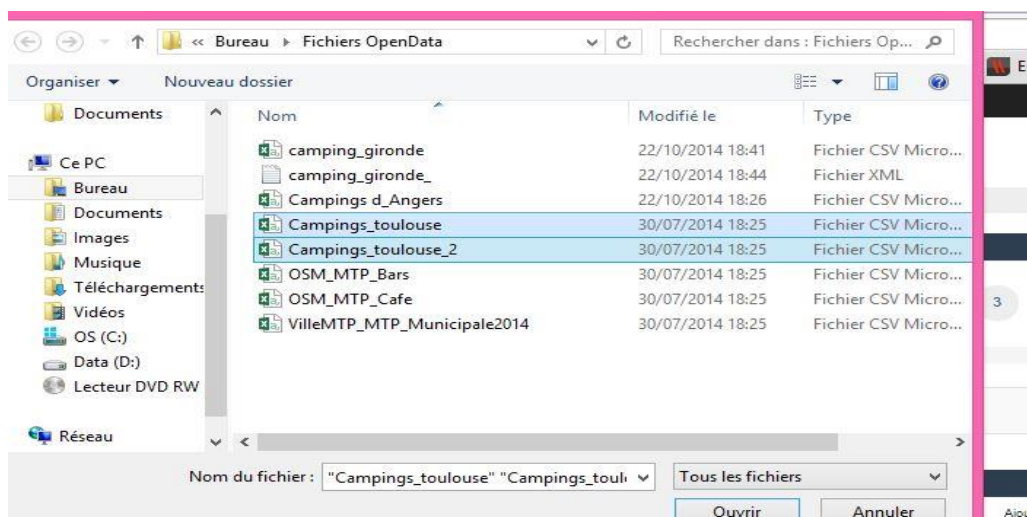 « Bureau Fichiers OpenData Rechercher dans : Fichiers Op...
Organiser Nouveau dossier
E
Documents
Ce PC
Bureau
Documents
Images
Musique
Téléchargements
Vidéos
OS (C:)
Data (D:)
Lecteur DVD RW
Réseau
Nom Modifié le Type
camping_gironde 22/10/2014 18:41 Fichier CSV Micro...
camping_gironde_ 22/10/2014 18:44 Fichier XML
Campings d_Angers 22/10/2014 18:26 Fichier CSV Micro...
Campings_toulouse 30/07/2014 18:25 Fichier CSV Micro...
Campings_toulouse_2 30/07/2014 18:25 Fichier CSV Micro...
OSM_MTP_Bars 30/07/2014 18:25 Fichier CSV Micro...
OSM_MTP_Cafe 30/07/2014 18:25 Fichier CSV Micro...
VilleMTP_MTP_Municipale2014 30/07/2014 18:25 Fichier CSV Micro...
3
Nom du fichier : "Campings_toulouse" "Campings_toul Tous les fichiers
Ouvrir Annuler